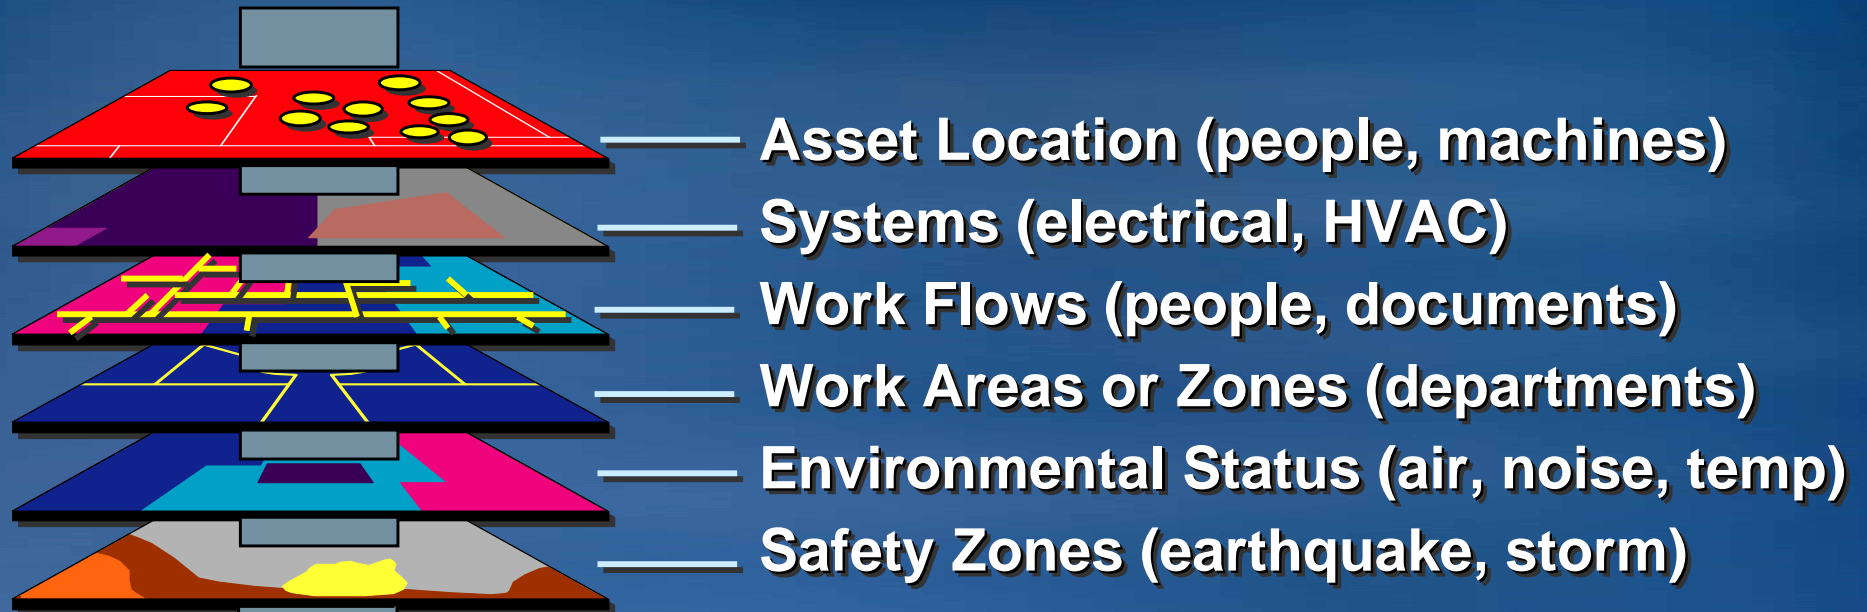 Asset Location (people, machines)
Systems (electrical, HVAC)
Work Flows (people, documents)
Work Areas or Zones (departments)
Environmental Status (air, noise, temp)
Safety Zones (earthquake, storm)